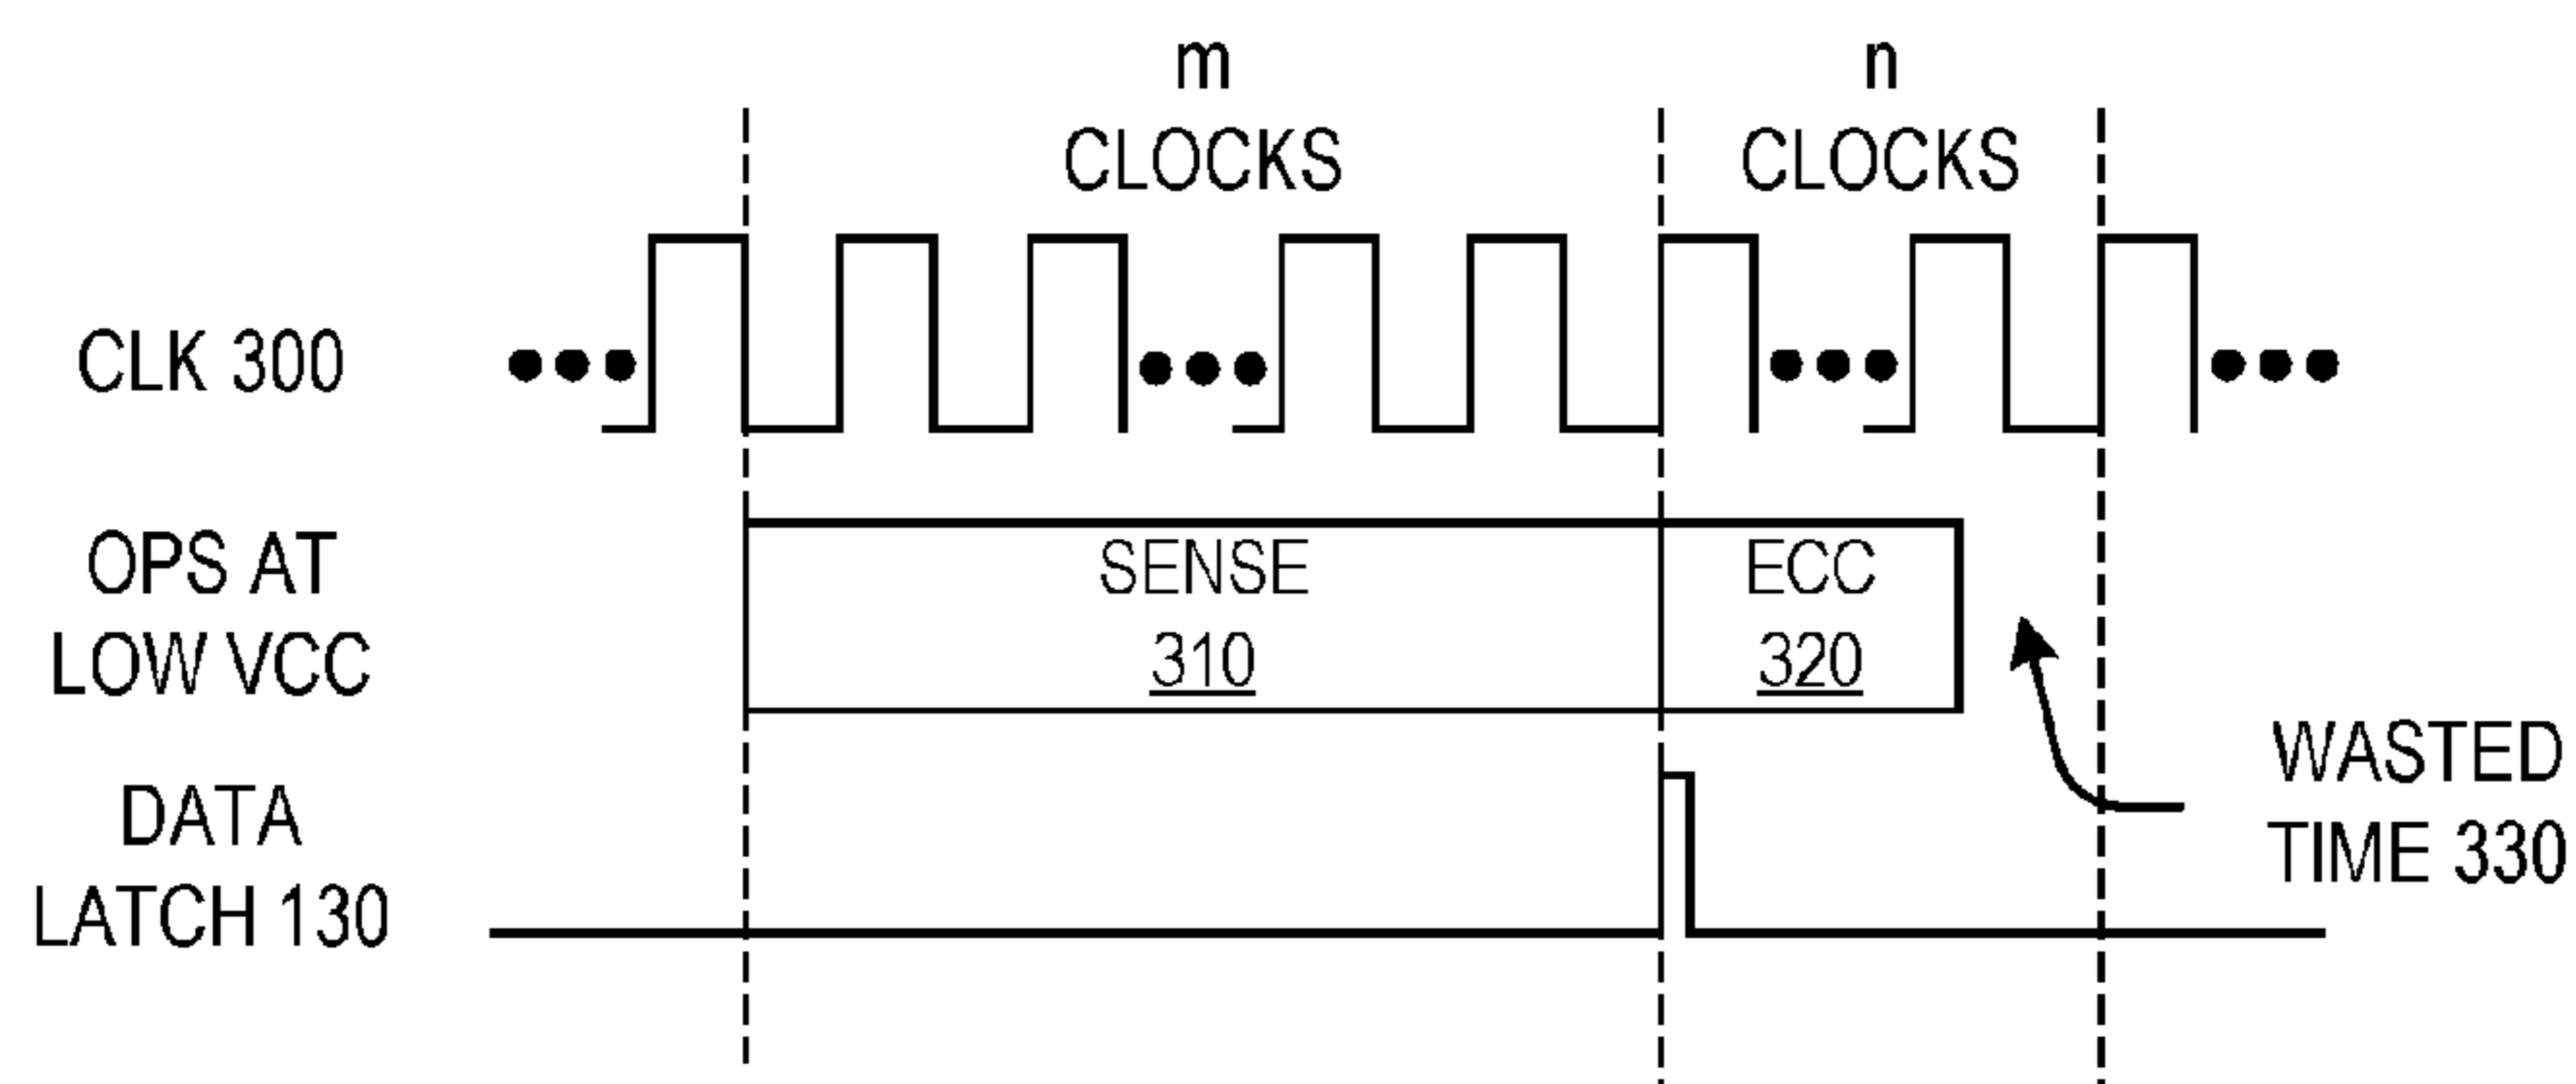 m
CLOCKS
n
CLOCKS
CLK 300
OPS AT
LOW VCC
SENSE
310
ECC
320
DATA
LATCH 130
WASTED
TIME 330